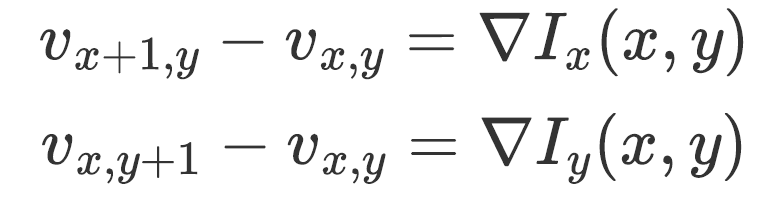 v_{x+1,y} − v_{x,y} = ∇I_x(x, y)
v_{x,y+1} − v_{x,y} = ∇I_y(x, y)